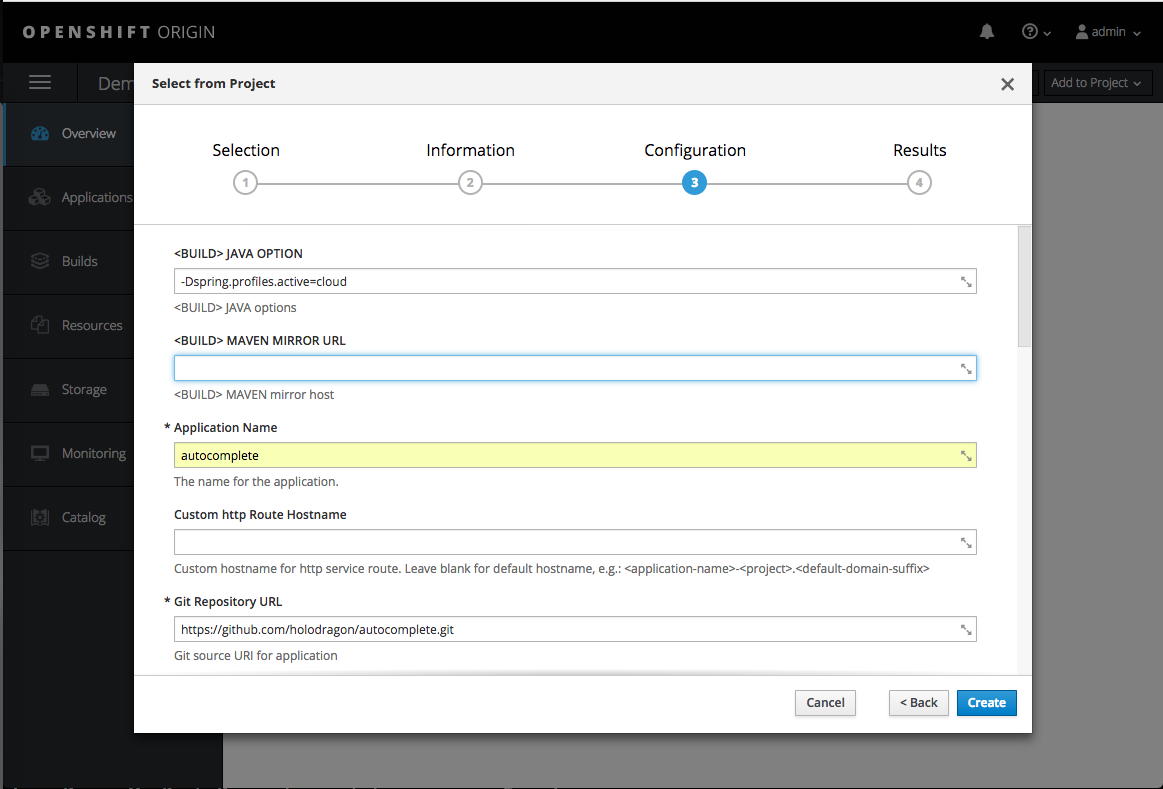 OPENSHIFT ORIGIN
admin
Dem
Add to Project
Overview
Applications
Builds
Resources
Storage
Monitoring
Catalog
Select from Project
Selection
Information
Configuration
Results
1
2
3
4
<BUILD> JAVA OPTION
-Dspring.profiles.active=cloud
<BUILD> JAVA options
<BUILD> MAVEN MIRROR URL
<BUILD> MAVEN mirror host
* Application Name
autocomplete
The name for the application.
Custom http Route Hostname
Custom hostname for http service route. Leave blank for default hostname, e.g.: <application-name>-<project>.<default-domain-suffix>
* Git Repository URL
https://github.com/holodragon/autocomplete.git
Git source URI for application
Cancel
< Back
Create